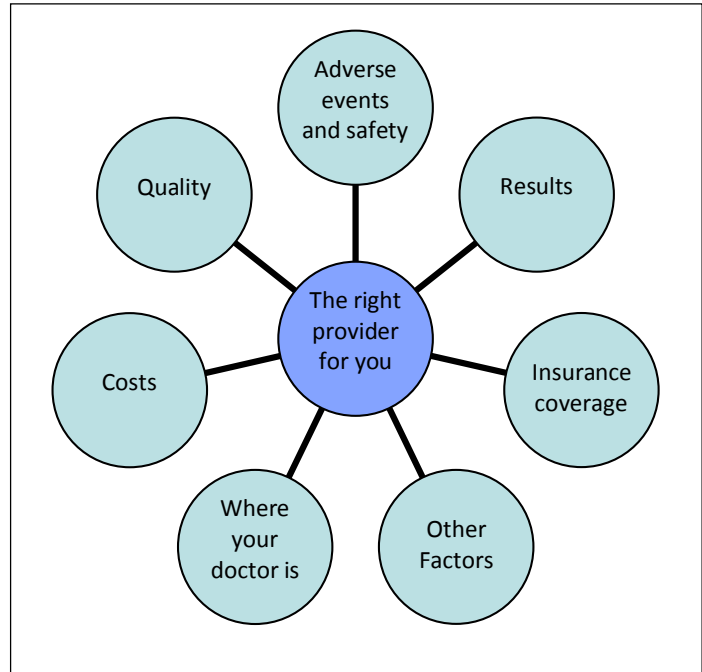 Adverse
events
and safety
Quality
Results
The right
provider
for you
Costs
Insurance
coverage
Where
your
doctor is
Other
Factors